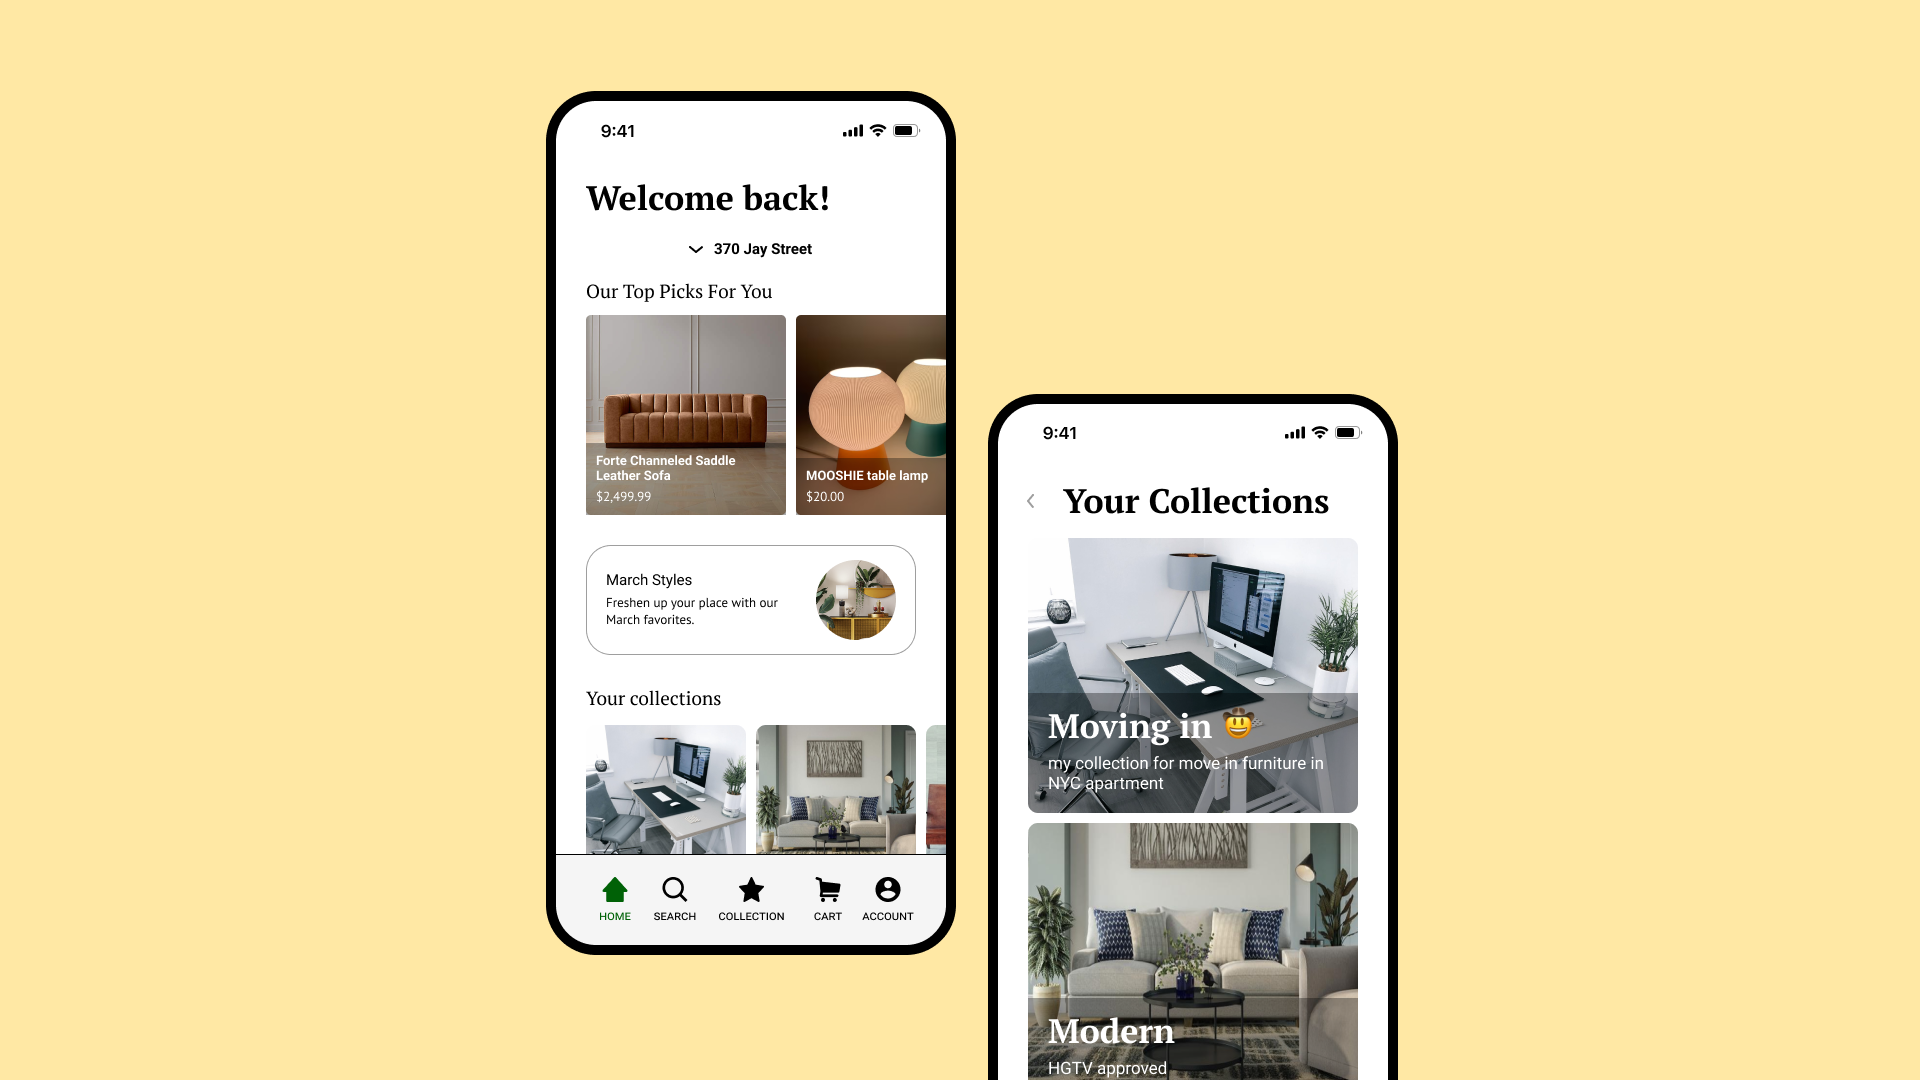 9:41
Welcome back!
370 Jay Street
Our Top Picks For You
Forte Channeled Saddle
Leather Sofa
$2,499.99
MOOSHIE table lamp
$20.00
March Styles
Freshen up your place with our
March favorites.
Your collections
HOME
SEARCH
COLLECTION
CART
ACCOUNT
9:41
Your Collections
Moving in 🤠
my collection for move in furniture in
NYC apartment
Modern
HGTV approved